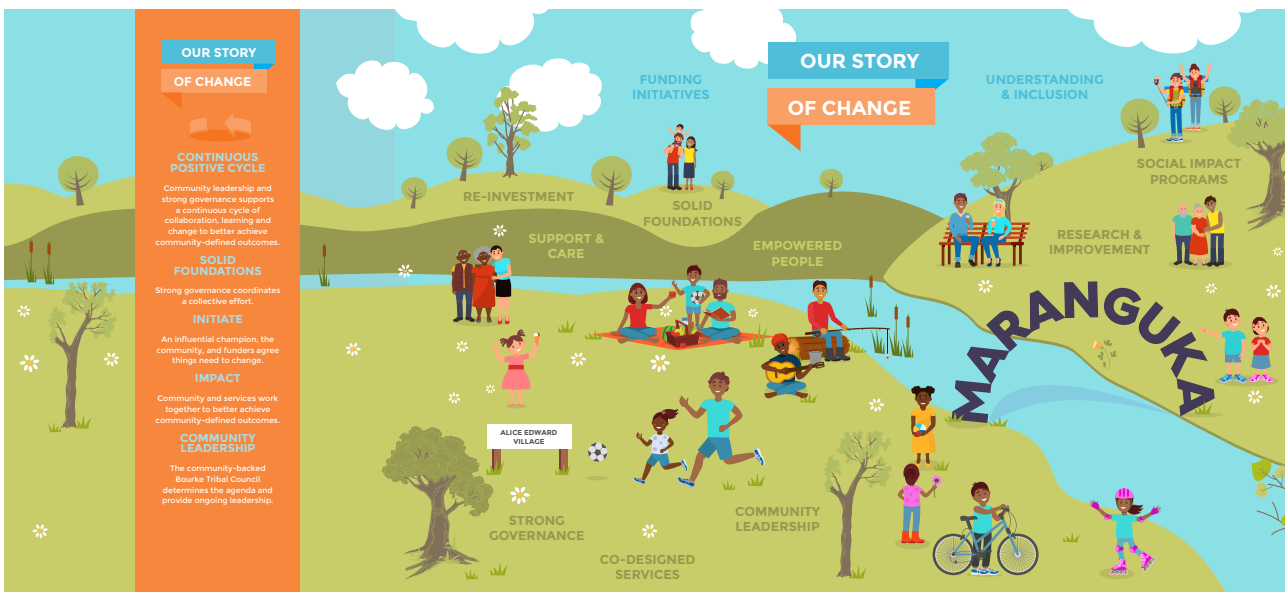 OUR STORY
OF CHANGE
CONTINUOUS
POSITIVE CYCLE
Community leadership and
strong governance supports
a continuous cycle of
collaboration, learning and
change to better achieve
community-defined outcomes.
SOLID
FOUNDATIONS
Strong governance coordinates
a collective effort.
INITIATE
An influential champion, the
community, and funders agree
things need to change.
IMPACT
Community and services work
together to better achieve
community-defined outcomes.
COMMUNITY
LEADERSHIP
The community-backed
Bourke Tribal Council
determines the agenda and
provide ongoing leadership.
OUR STORY
OF CHANGE
FUNDING
INITIATIVES
UNDERSTANDING
& INCLUSION
SOCIAL IMPACT
PROGRAMS
RE-INVESTMENT
SOLID
FOUNDATIONS
SUPPORT &
CARE
EMPOWERED
PEOPLE
RESEARCH &
IMPROVEMENT
MARANGUKA
ALICE EDWARD
VILLAGE
STRONG
GOVERNANCE
COMMUNITY
LEADERSHIP
CO-DESIGNED
SERVICES